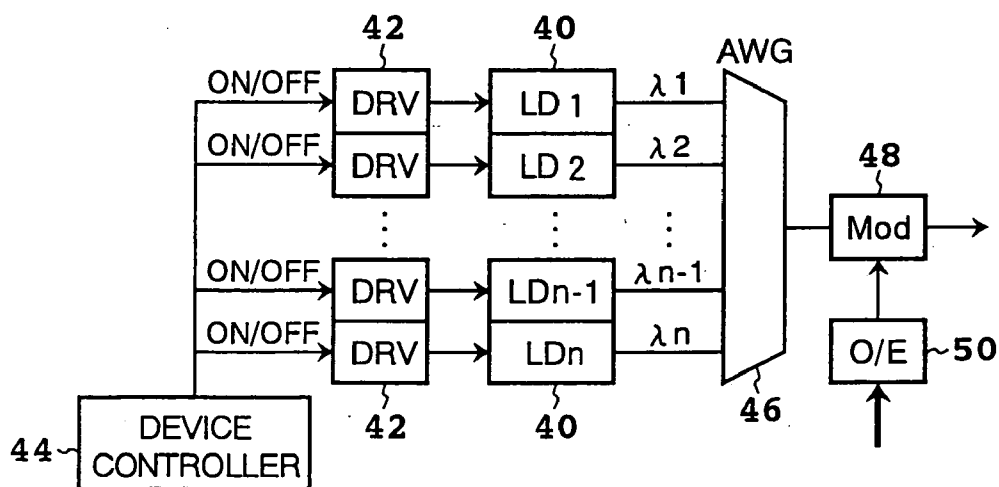 42 40 AWG
ON/OFF DRV LD 1 λ1
ON/OFF DRV LD 2 λ2
48
Mod
ON/OFF DRV LDn-1 λn-1
ON/OFF DRV LDn λn
O/E 50
42 40 46
44 DEVICE
CONTROLLER